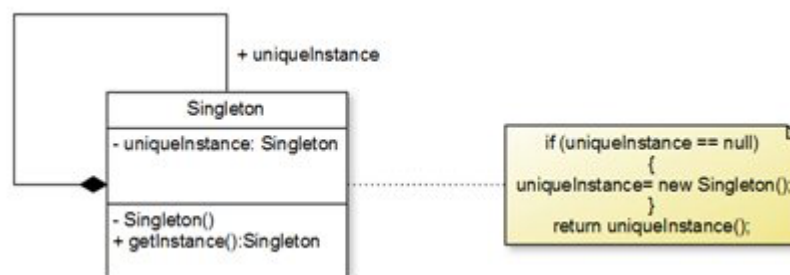 + uniqueInstance
Singleton
- uniqueInstance: Singleton
- Singleton()
+ getInstance():Singleton
if (uniqueInstance == null)
{
uniqueInstance= new Singleton();
}
return uniqueInstance();